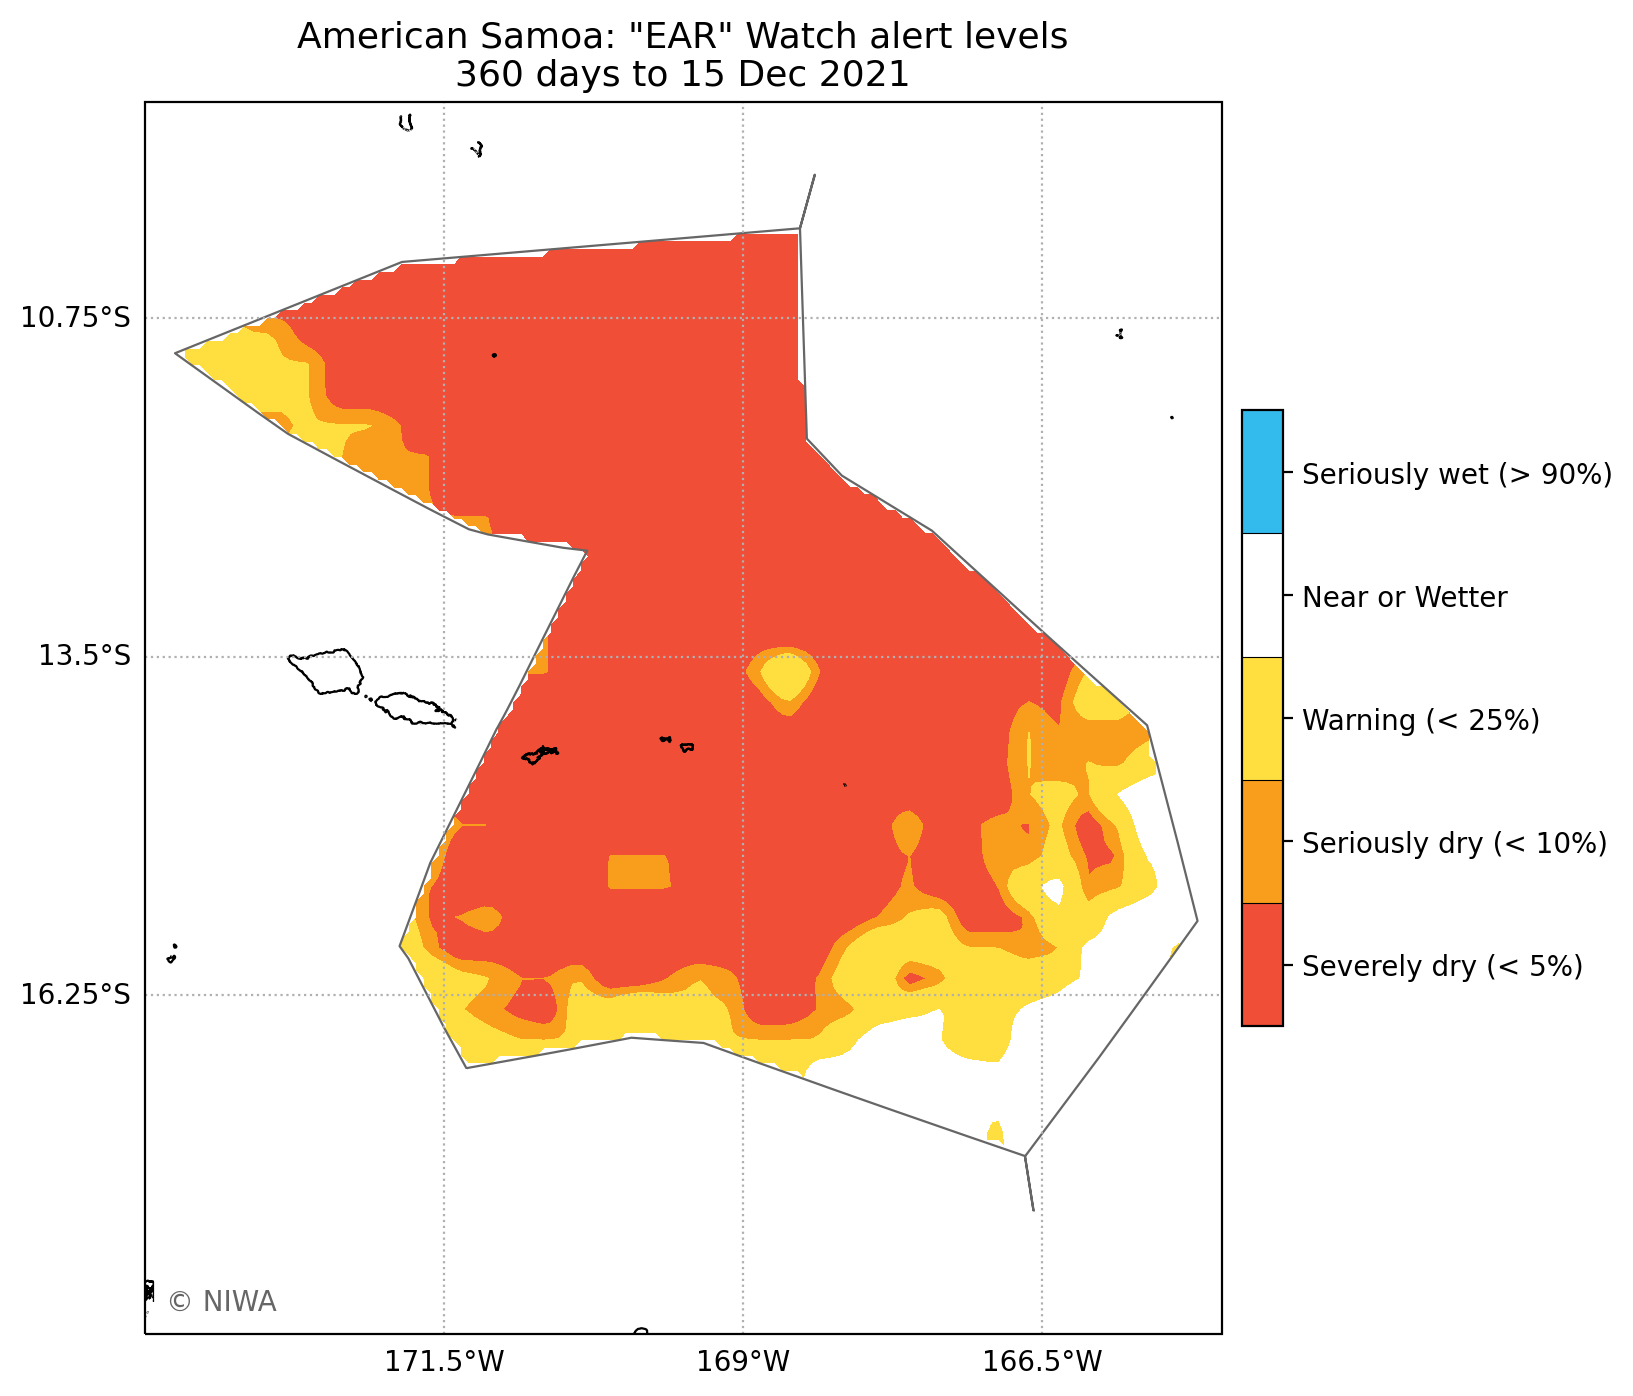 American Samoa: "EAR" Watch alert levels
360 days to 15 Dec 2021
10.75°S
13.5°S
16.25°S
171.5°W
169°W
166.5°W
Seriously wet (> 90%)
Near or Wetter
Warning (< 25%)
Seriously dry (< 10%)
Severely dry (< 5%)
© NIWA